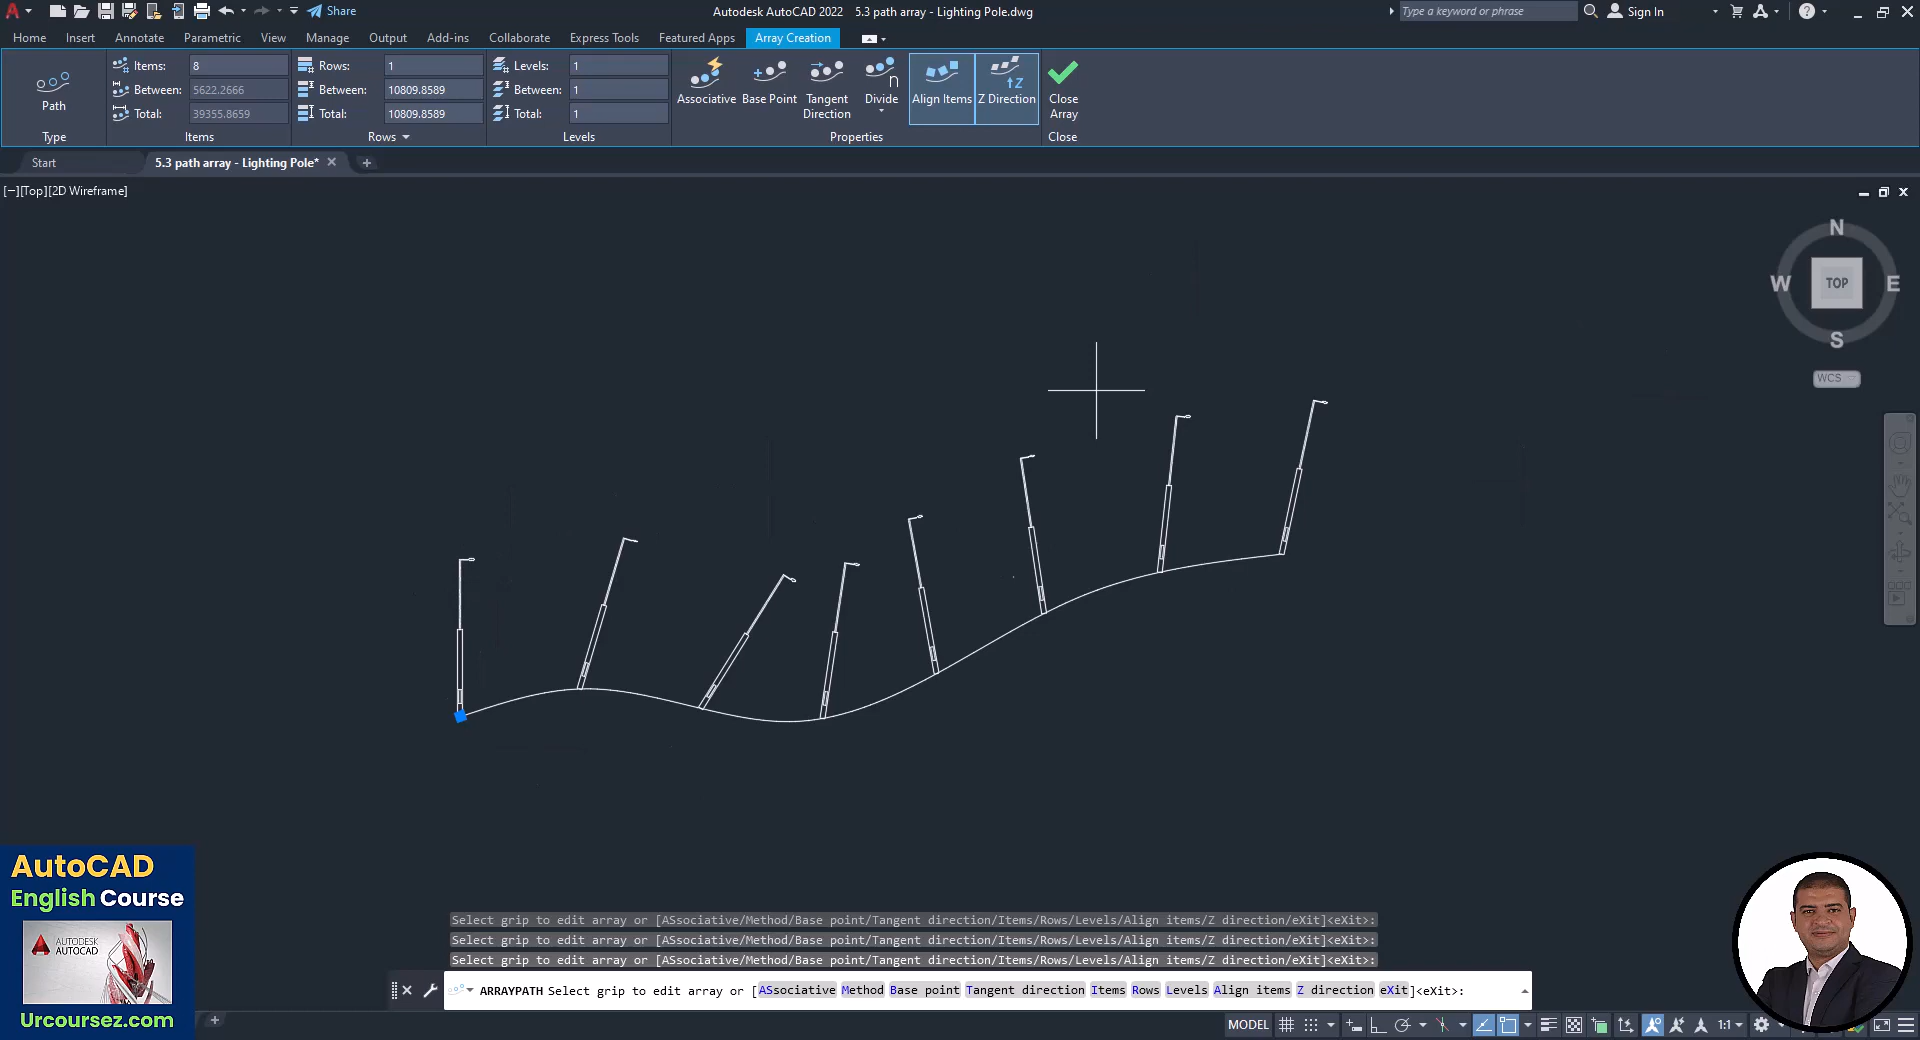 Share
Autodesk AutoCAD 2022 5.3 path array - Lighting Pole.dwg
Type a keyword or phrase
Sign In
Home Insert Annotate Parametric View Manage Output Add-ins Collaborate Express Tools Featured Apps Array Creation
Path
Type
Items: 8
Between: 5622.2666
Total: 39355.8659
Items
Rows: 1
Between: 10809.8589
Total: 10809.8589
Rows
Levels: 1
Between: 1
Total: 1
Levels
Associative
Base Point
Tangent
Direction
Divide
Align Items
Z Direction
Properties
Close
Array
Close
Start
5.3 path array - Lighting Pole*
[−][Top][2D Wireframe]
N
W
TOP
E
S
WCS
AutoCAD
English Course
AUTODESK
AUTOCAD
Urcoursez.com
Select grip to edit array or [ASsociative/Method/Base point/Tangent direction/Items/Rows/Levels/Align items/Z direction/eXit]<eXit>:
Select grip to edit array or [ASsociative/Method/Base point/Tangent direction/Items/Rows/Levels/Align items/Z direction/eXit]<eXit>:
Select grip to edit array or [ASsociative/Method/Base point/Tangent direction/Items/Rows/Levels/Align items/Z direction/eXit]<eXit>:
ARRAYPATH Select grip to edit array or [ASsociative Method Base point Tangent direction Items Rows Levels Align items Z direction eXit]<eXit>:
MODEL
1:1